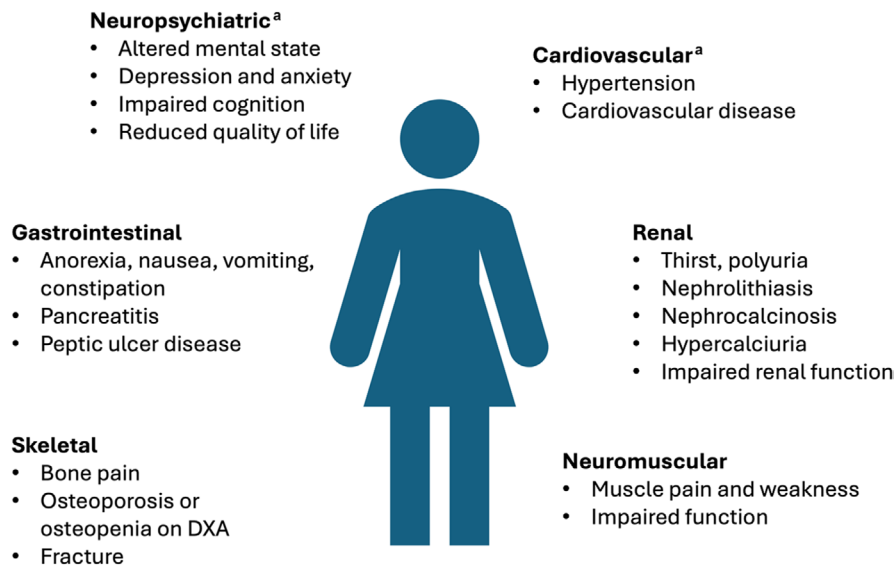 Neuropsychiatric a
• Altered mental state
• Depression and anxiety
• Impaired cognition
• Reduced quality of life
Cardiovascular a
• Hypertension
• Cardiovascular disease
Gastrointestinal
• Anorexia, nausea, vomiting,
constipation
• Pancreatitis
• Peptic ulcer disease
Renal
• Thirst, polyuria
• Nephrolithiasis
• Nephrocalcinosis
• Hypercalciuria
• Impaired renal function
Skeletal
• Bone pain
• Osteoporosis or
osteopenia on DXA
• Fracture
Neuromuscular
• Muscle pain and weakness
• Impaired function